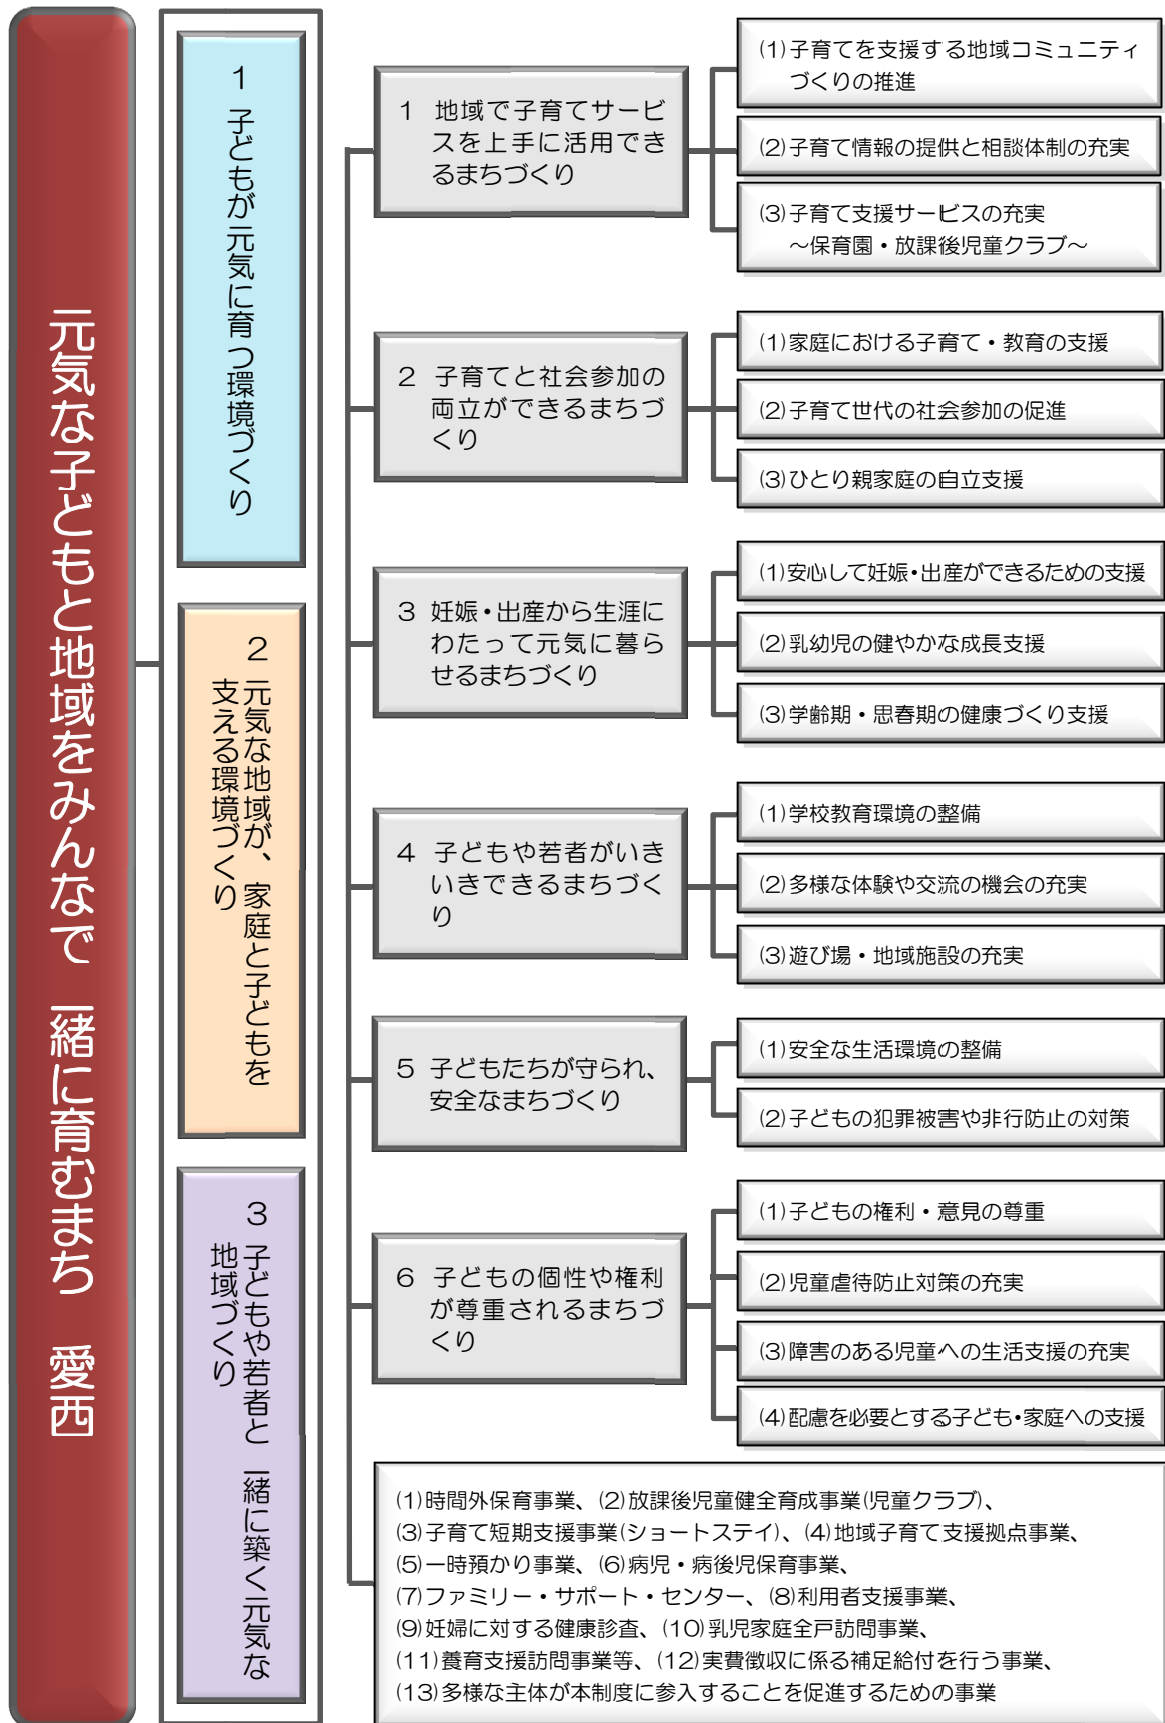 元気な子どもと地域をみんなで　一緒に育むまち　愛西
1　子どもが元気に育つ環境づくり
2　元気な地域が、家庭と子どもを
支える環境づくり
3　子どもや若者と　一緒に築く元気な
地域づくり
1　地域で子育てサービ
スを上手に活用でき
るまちづくり
(1)子育てを支援する地域コミュニティ
づくりの推進
(2)子育て情報の提供と相談体制の充実
(3)子育て支援サービスの充実
～保育園・放課後児童クラブ～
2　子育てと社会参加の
両立ができるまちづ
くり
(1)家庭における子育て・教育の支援
(2)子育て世代の社会参加の促進
(3)ひとり親家庭の自立支援
3　妊娠・出産から生涯に
わたって元気に暮ら
せるまちづくり
(1)安心して妊娠・出産ができるための支援
(2)乳幼児の健やかな成長支援
(3)学齢期・思春期の健康づくり支援
4　子どもや若者がいき
いきできるまちづく
り
(1)学校教育環境の整備
(2)多様な体験や交流の機会の充実
(3)遊び場・地域施設の充実
5　子どもたちが守られ、
安全なまちづくり
(1)安全な生活環境の整備
(2)子どもの犯罪被害や非行防止の対策
6　子どもの個性や権利
が尊重されるまちづ
くり
(1)子どもの権利・意見の尊重
(2)児童虐待防止対策の充実
(3)障害のある児童への生活支援の充実
(4)配慮を必要とする子ども・家庭への支援
(1)時間外保育事業、(2)放課後児童健全育成事業(児童クラブ)、
(3)子育て短期支援事業(ショートステイ)、(4)地域子育て支援拠点事業、
(5)一時預かり事業、(6)病児・病後児保育事業、
(7)ファミリー・サポート・センター、(8)利用者支援事業、
(9)妊婦に対する健康診査、(10)乳児家庭全戸訪問事業、
(11)養育支援訪問事業等、(12)実費徴収に係る補足給付を行う事業、
(13)多様な主体が本制度に参入することを促進するための事業